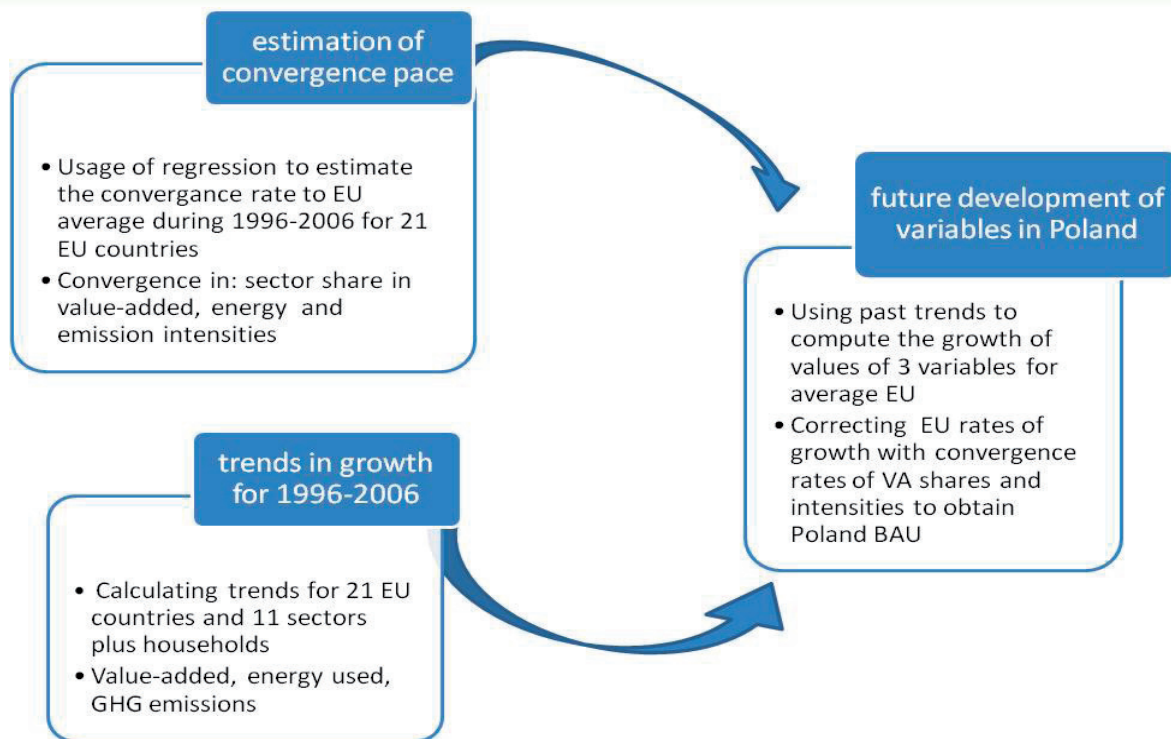 estimation of
convergence pace
• Usage of regression to estimate
the convergance rate to EU
average during 1996-2006 for 21
EU countries
• Convergence in: sector share in
value-added, energy and
emission intensities
trends in growth
for 1996-2006
• Calculating trends for 21 EU
countries and 11 sectors
plus households
• Value-added, energy used,
GHG emissions
future development of
variables in Poland
• Using past trends to
compute the growth of
values of 3 variables for
average EU
• Correcting EU rates of
growth with convergence
rates of VA shares and
intensities to obtain
Poland BAU